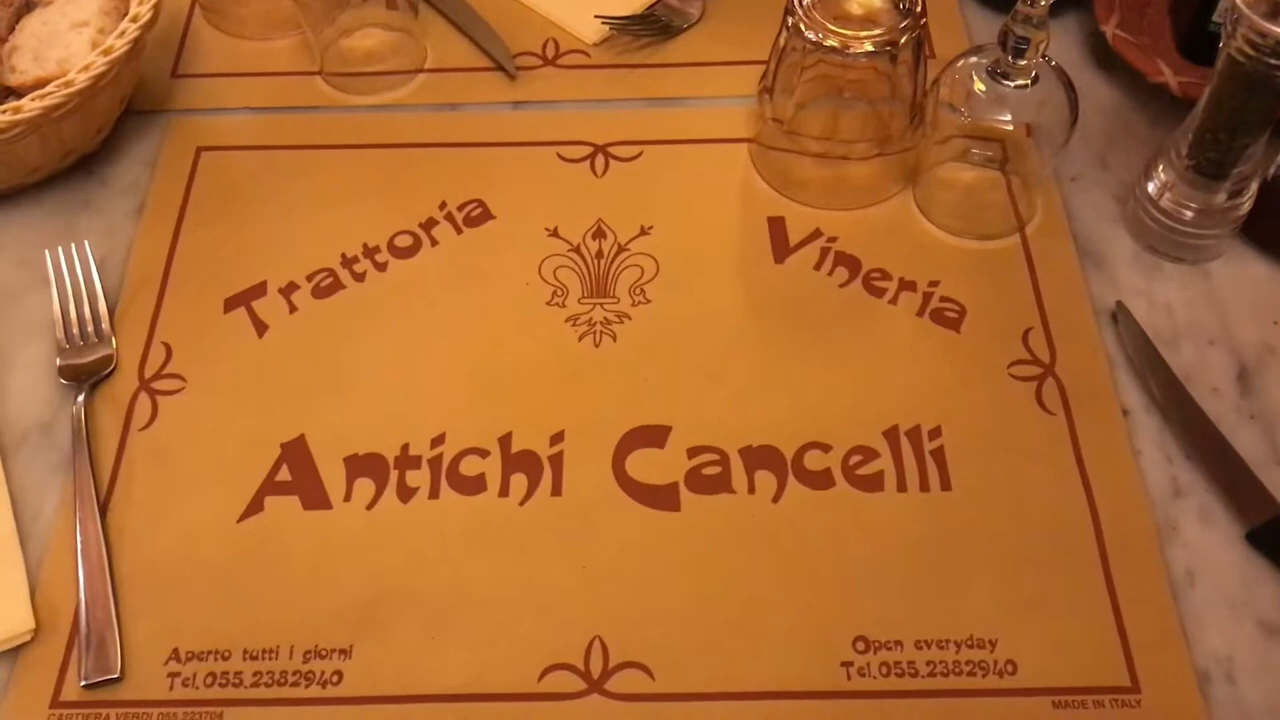 Trattoria
Vineria
Antichi Cancelli
Aperto tutti i giorni
Tel.055.2382940
Open everyday
Tel.055.2382940
CARTIERA VERDI 055.223704
MADE IN ITALY